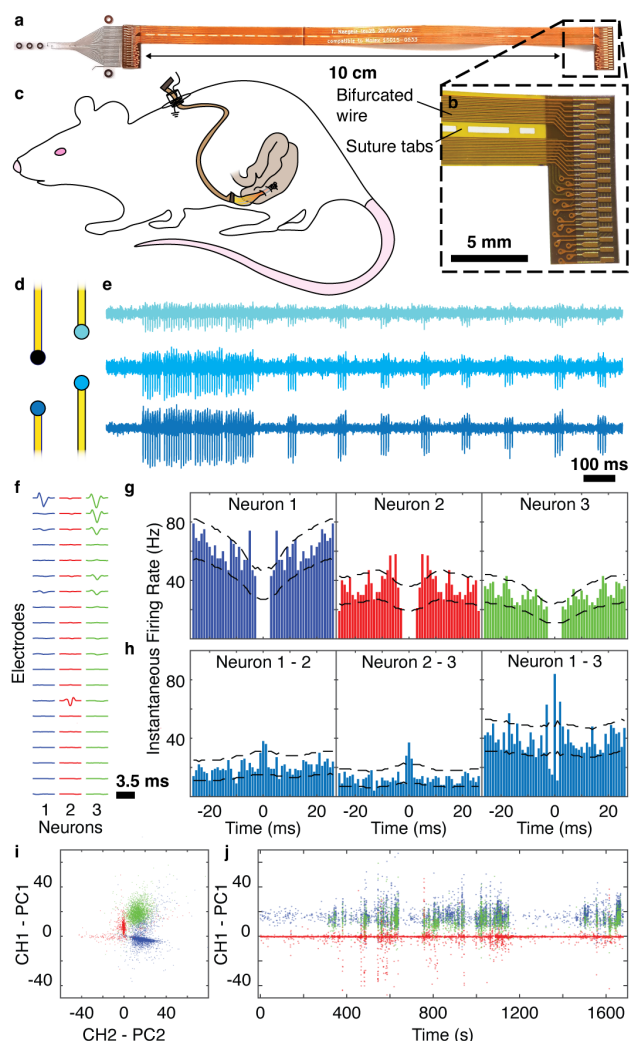 a
10 cm
b
Bifurcated
wire
Suture tabs
5 mm
c
d
e
100 ms
f
Electrodes
1 2 3
Neurons
3.5 ms
g
Neuron 1
Neuron 2
Neuron 3
80
40
Instantaneous Firing Rate (Hz)
h
Neuron 1 - 2
Neuron 2 - 3
Neuron 1 - 3
80
40
-20 0 20
-20 0 20
-20 0 20
Time (ms)
Time (ms)
Time (ms)
i
CH1 - PC1
40
0
-40
-40 0 40
CH2 - PC2
j
CH1 - PC1
40
0
-40
0 400 800 1200 1600
Time (s)